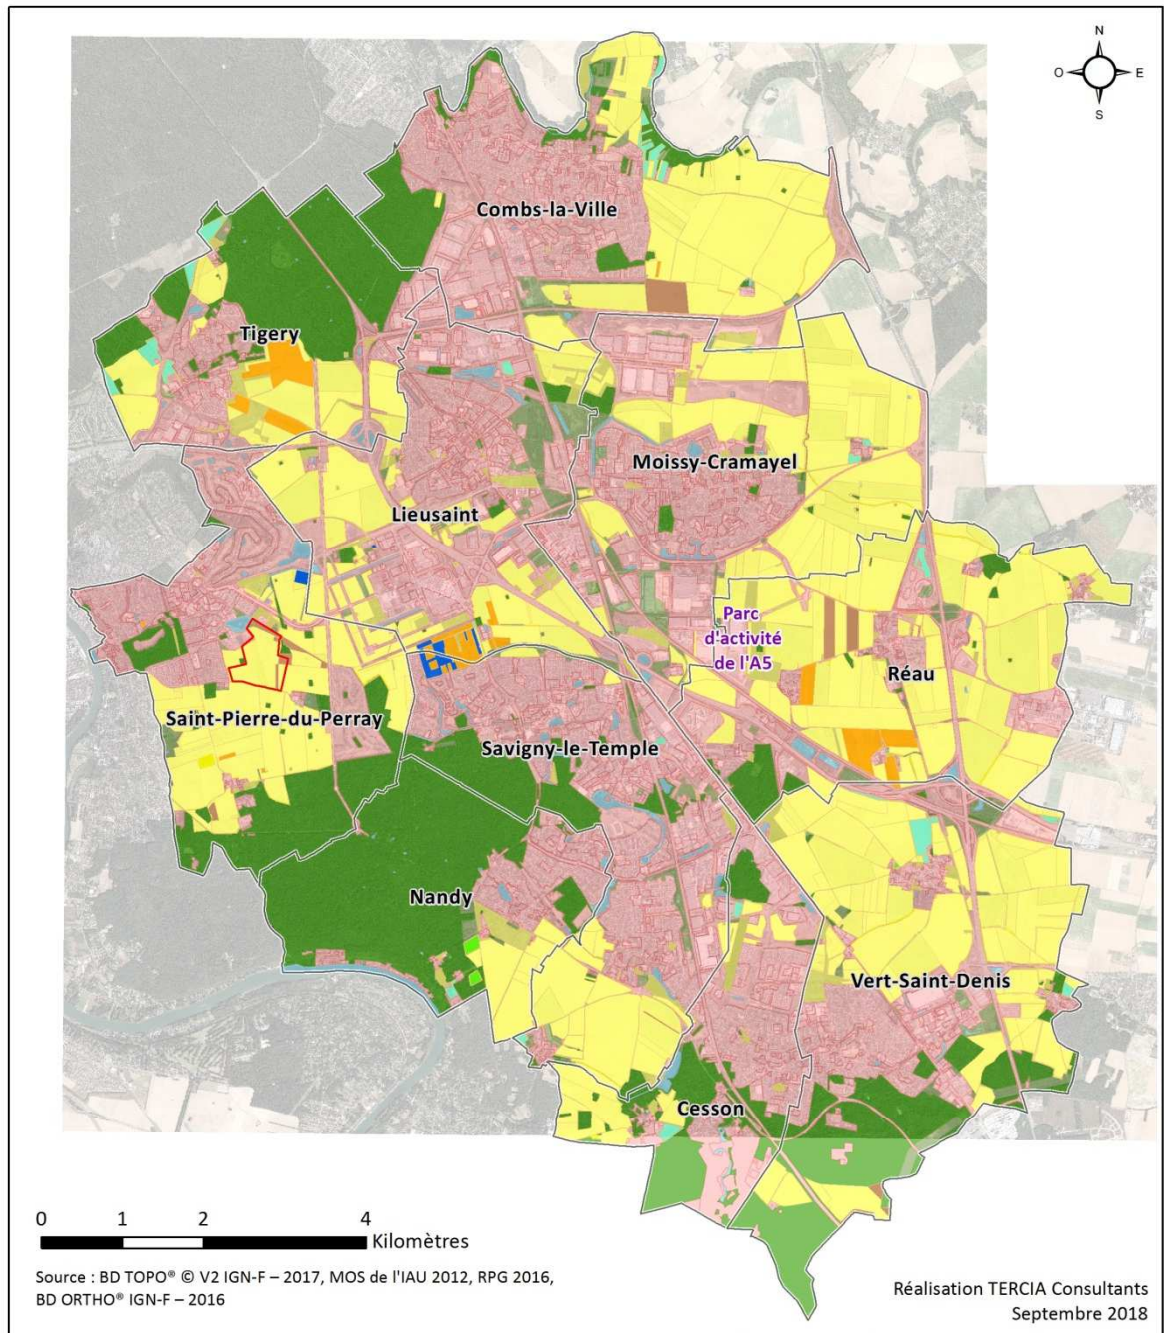 N
O E
S
Combs-la-Ville
Tigery
Moissy-Cramayel
Lieusaint
Parc
d'activité
de l'A5
Réau
Saint-Pierre-du-Perray
Savigny-le-Temple
Nandy
Vert-Saint-Denis
Cesson
0 1 2 4
Kilomètres
Source : BD TOPO® © V2 IGN-F – 2017, MOS de l'IAU 2012, RPG 2016,
BD ORTHO® IGN-F – 2016
Réalisation TERCIA Consultants
Septembre 2018